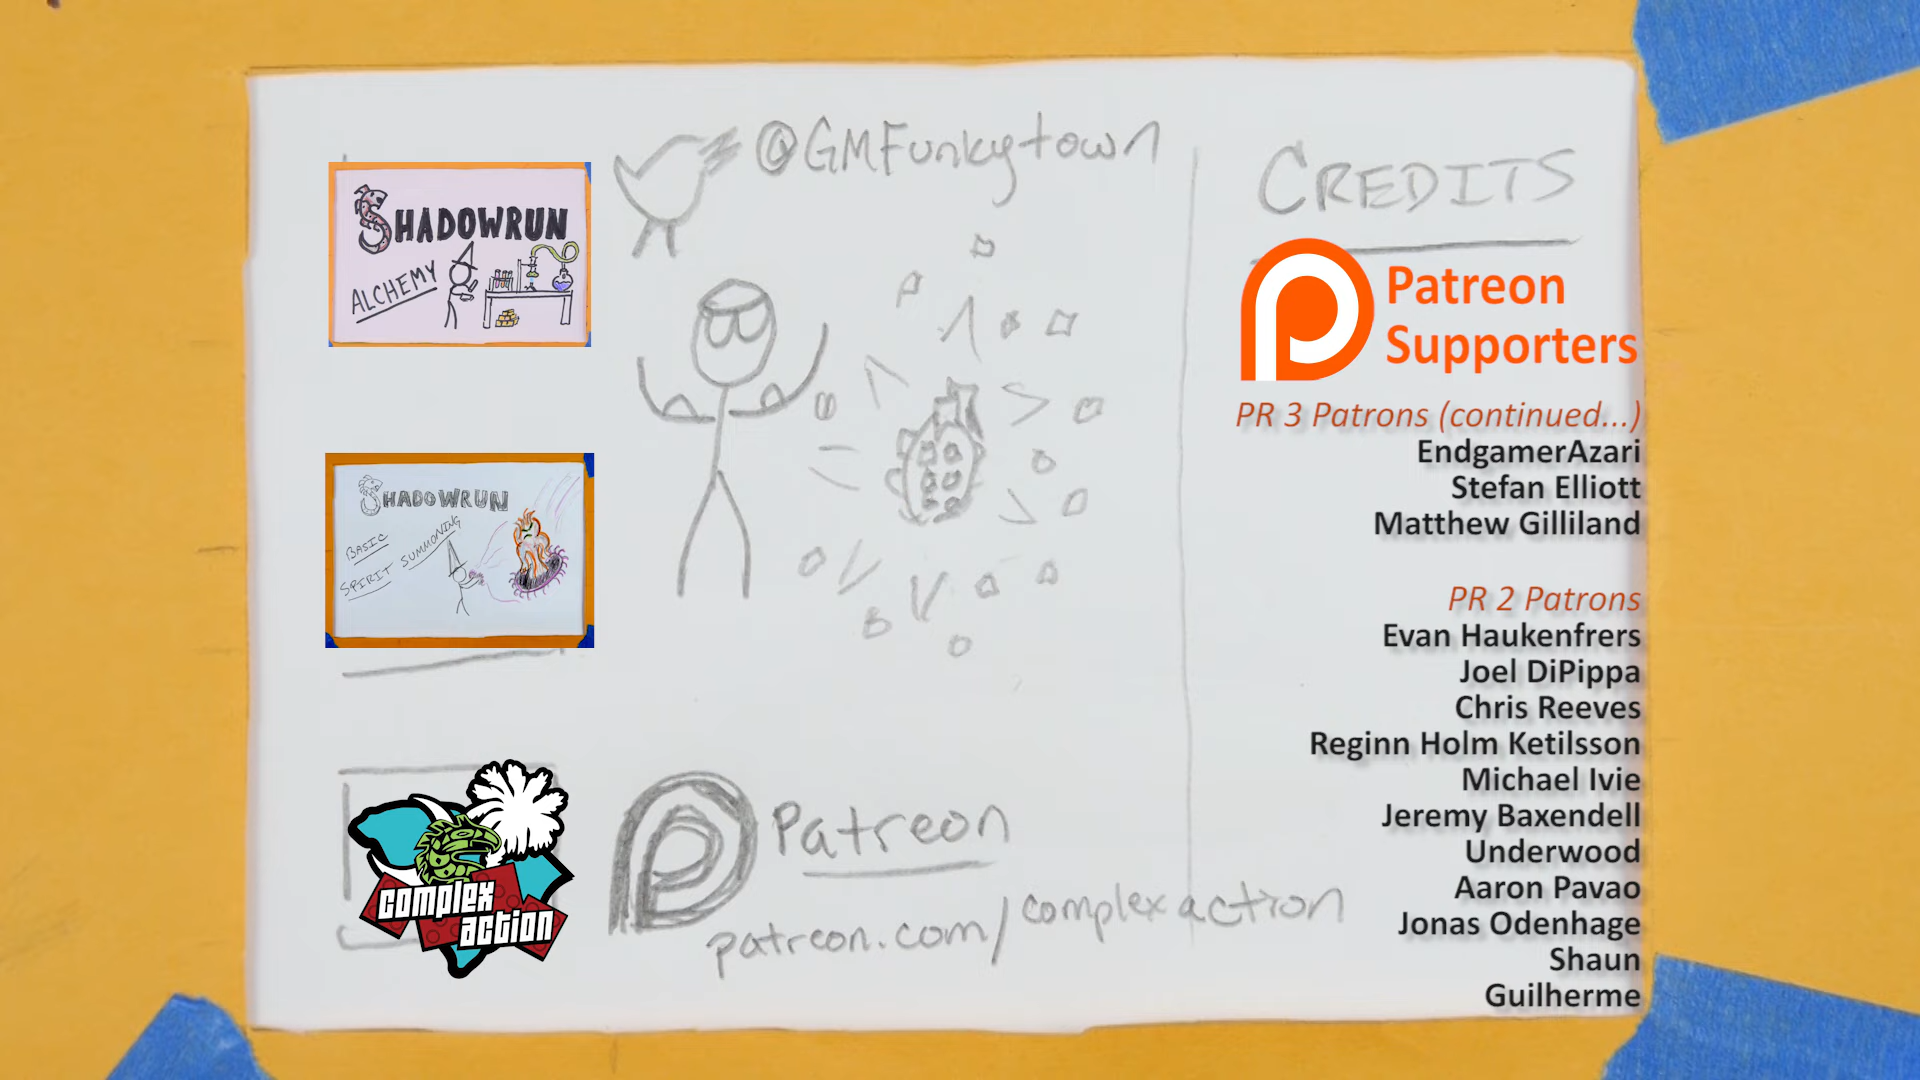 @GMFunkytown
SHADOWRUN
ALCHEMY
SHADOWRUN
BASIC
SPIRIT SUMMONING
complex
action
Patreon
patreon.com/complexaction
CREDITS
Patreon
Supporters
PR 3 Patrons (continued...)
EndgamerAzari
Stefan Elliott
Matthew Gilliland
PR 2 Patrons
Evan Haukenfrers
Joel DiPippa
Chris Reeves
Reginn Holm Ketilsson
Michael Ivie
Jeremy Baxendell
Underwood
Aaron Pavao
Jonas Odenhage
Shaun
Guilherme